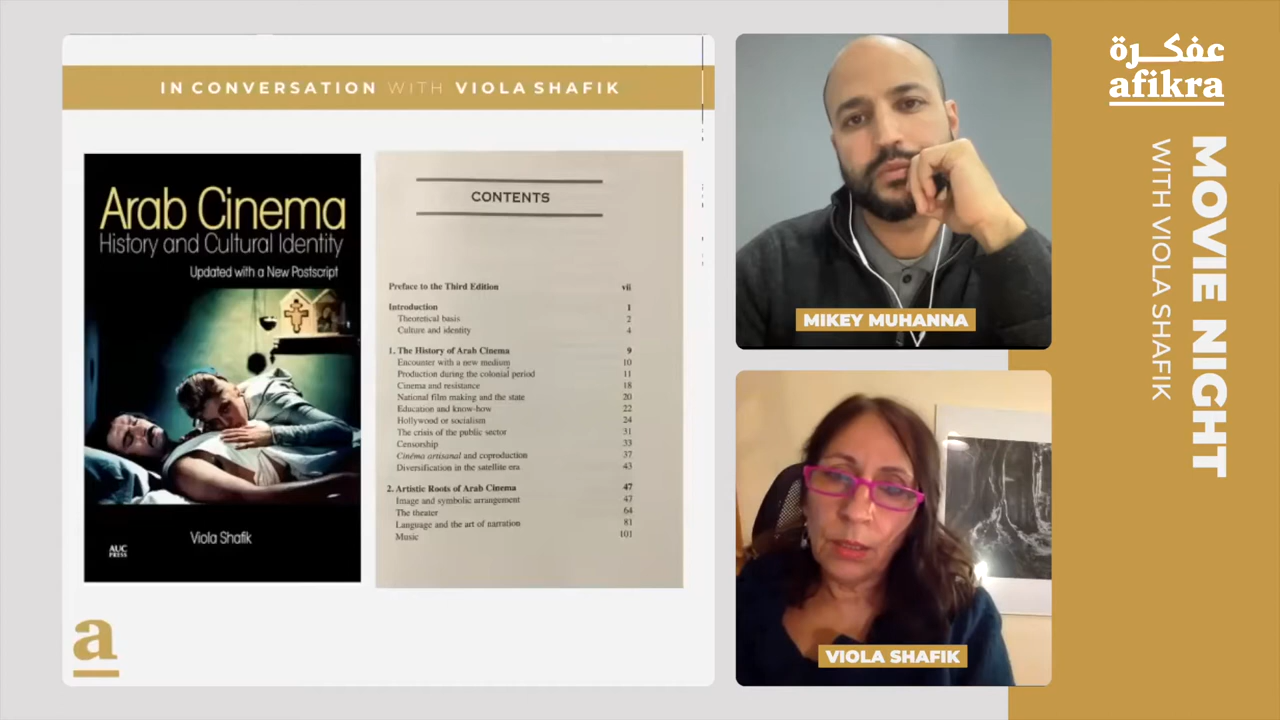 IN CONVERSATION WITH VIOLA SHAFIK
Arab Cinema
History and Cultural Identity
Updated with a New Postscript
Viola Shafik
AUC
PRESS
CONTENTS
Preface to the Third Edition vii
Introduction 1
Theoretical basis 2
Culture and identity 4
1. The History of Arab Cinema 9
Encounter with a new medium 10
Production during the colonial period 11
Cinema and resistance 18
National film making and the state 20
Education and know-how 22
Hollywood or socialism 24
The crisis of the public sector 31
Censorship 33
Cinéma artisanal and coproduction 37
Diversification in the satellite era 43
2. Artistic Roots of Arab Cinema 47
Image and symbolic arrangement 47
The theater 64
Language and the art of narration 81
Music 101
a
MIKEY MUHANNA
VIOLA SHAFIK
عفكرة
afikra
MOVIE NIGHT
WITH VIOLA SHAFIK